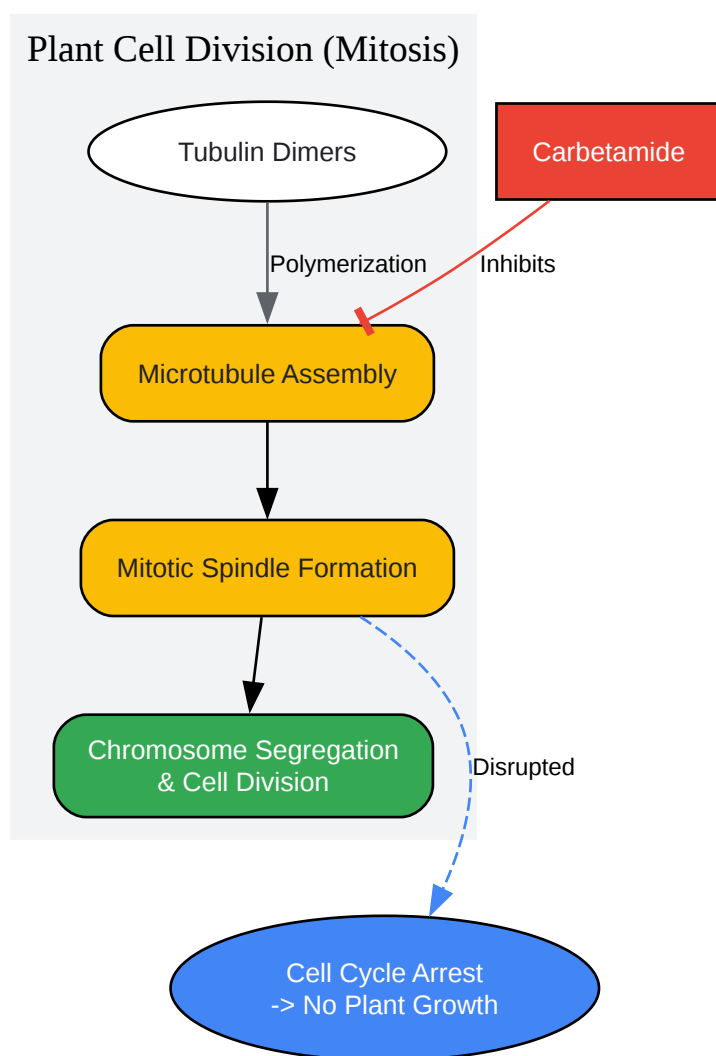 Plant Cell Division (Mitosis)
Tubulin Dimers
Carbetamide
Polymerization
Inhibits
Microtubule Assembly
Mitotic Spindle Formation
Chromosome Segregation
& Cell Division
Disrupted
Cell Cycle Arrest
-> No Plant Growth